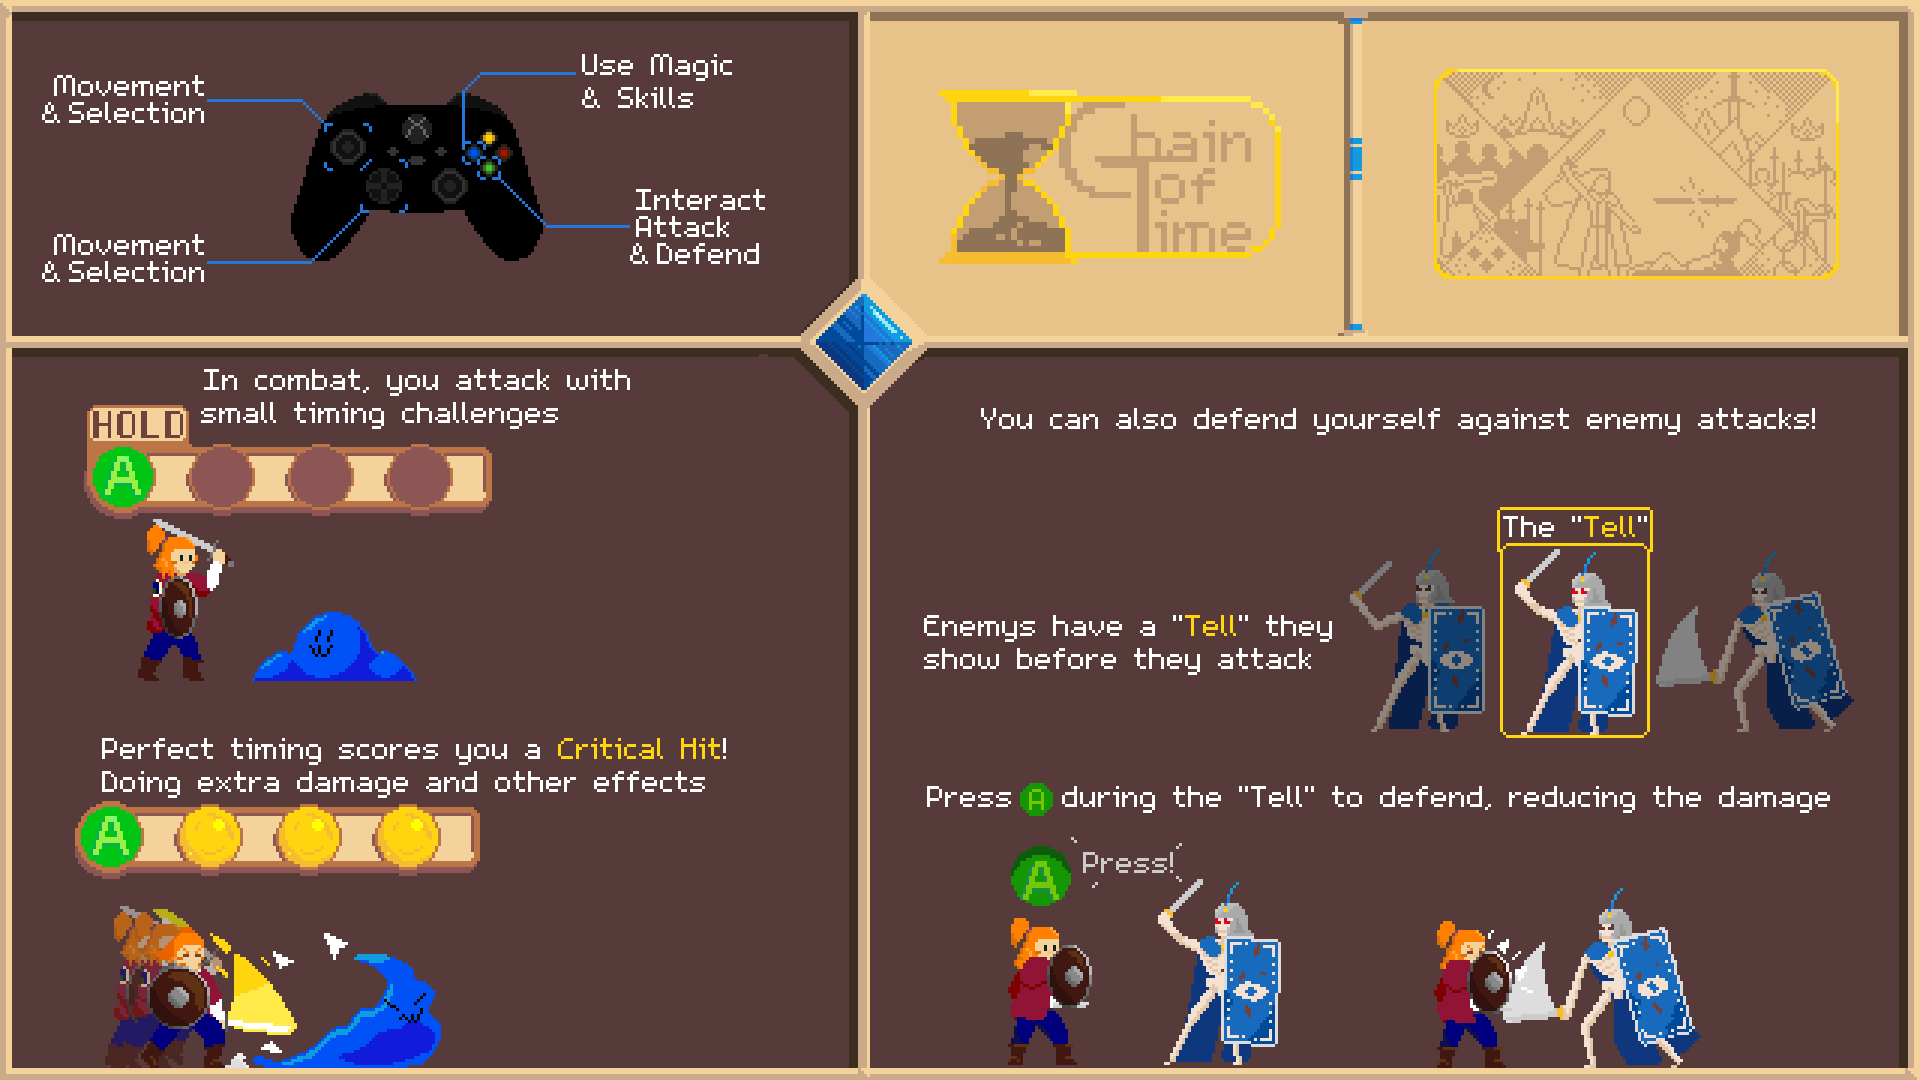 Movement
& Selection
Use Magic
& Skills
Interact
Attack
& Defend
Movement
& Selection
Chain
of
Time
In combat, you attack with
small timing challenges
HOLD
A
Perfect timing scores you a Critical Hit!
Doing extra damage and other effects
A
You can also defend yourself against enemy attacks!
The "Tell"
Enemys have a "Tell" they
show before they attack
Press A during the "Tell" to defend, reducing the damage
A Press!